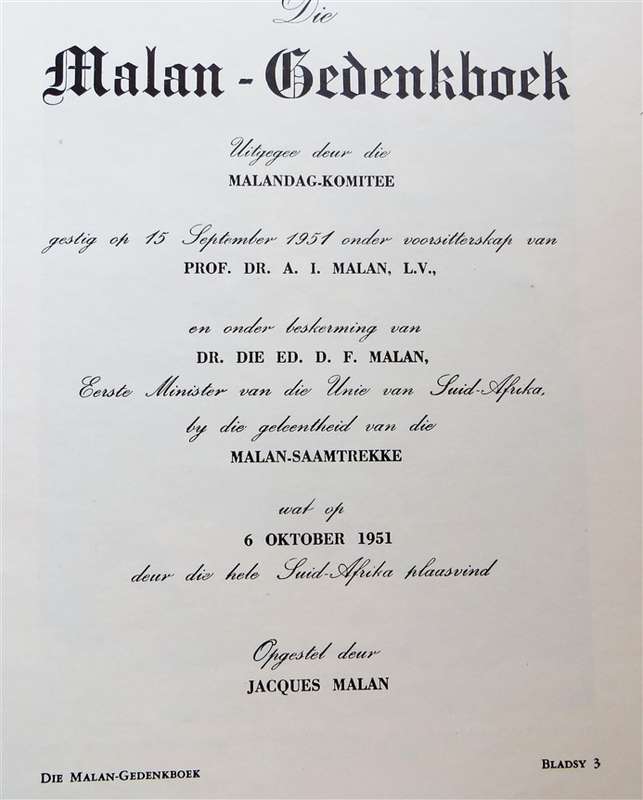 Die
Malan - Gedenkboek
Uitgegee deur die
MALANDAG-KOMITEE
gestig op 15 September 1951 onder voorsitterskap van
PROF. DR. A. I. MALAN, L.V.,
en onder beskerming van
DR. DIE ED. D. F. MALAN,
Eerste Minister van die Unie van Suid-Afrika,
by die geleentheid van die
MALAN-SAAMTREKKE
wat op
6 OKTOBER 1951
deur die hele Suid-Afrika plaasvind
Opgestel deur
JACQUES MALAN
DIE MALAN-GEDENKBOEK
BLADSY 3